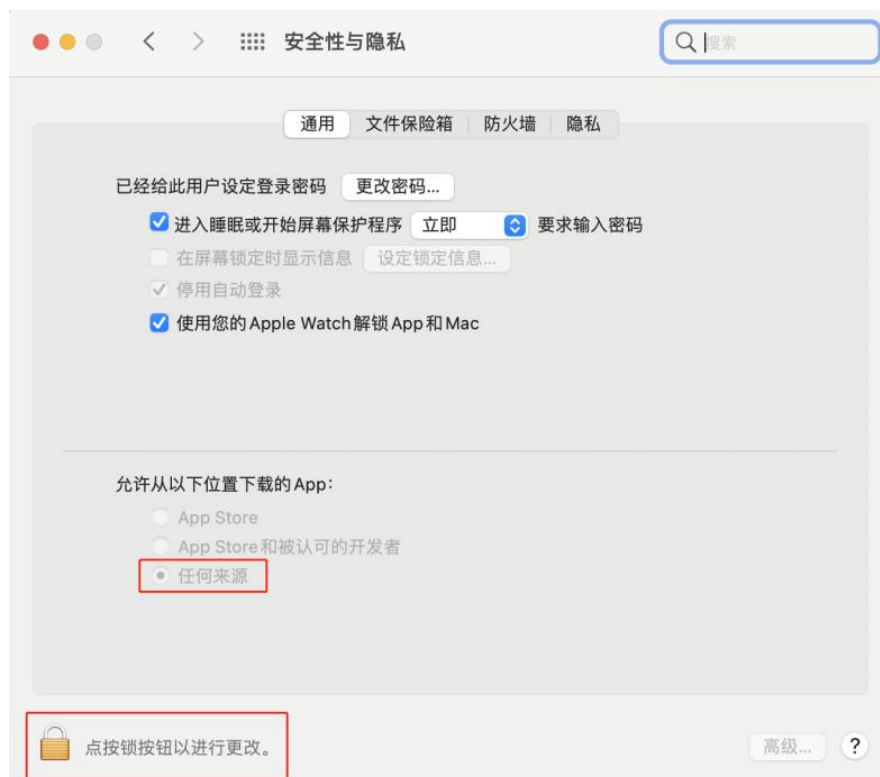 安全性与隐私
搜索
通用 文件保险箱 防火墙 隐私
已经给此用户设定登录密码 更改密码...
进入睡眠或开始屏幕保护程序 立即 要求输入密码
在屏幕锁定时显示信息 设定锁定信息...
停用自动登录
使用您的Apple Watch解锁App和Mac
允许从以下位置下载的App:
App Store
App Store和被认可的开发者
任何来源
点按锁按钮以进行更改。
高级... ?